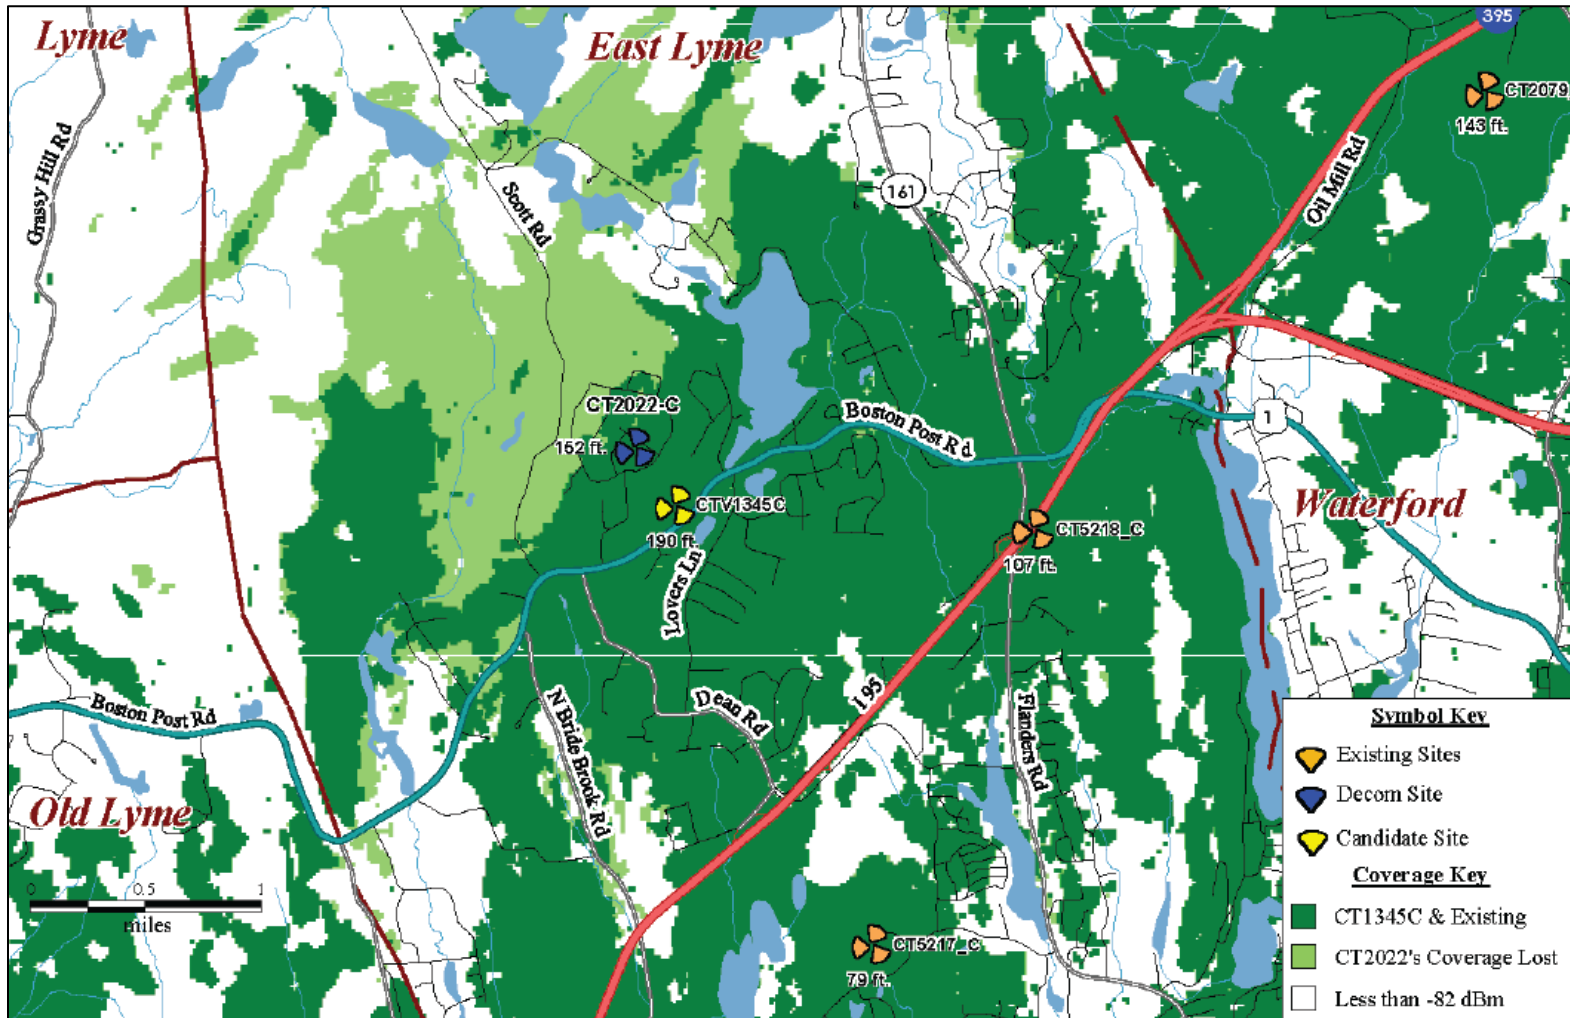 Lyme
East Lyme
395
CT2079
143 ft.
Grassy Hill Rd
Scott Rd
161
Oil Mill Rd
CT2022-C
152 ft.
Boston Post Rd
1
CTV1345C
190 ft.
Lovers Ln
CT5218_C
107 ft.
Waterford
Boston Post Rd
N Bride Brook Rd
Dean Rd
I 95
Flanders Rd
Old Lyme
0 0.5 1
miles
CT5217_C
79 ft.
Symbol Key
Existing Sites
Decom Site
Candidate Site
Coverage Key
CT1345C & Existing
CT2022's Coverage Lost
Less than -82 dBm